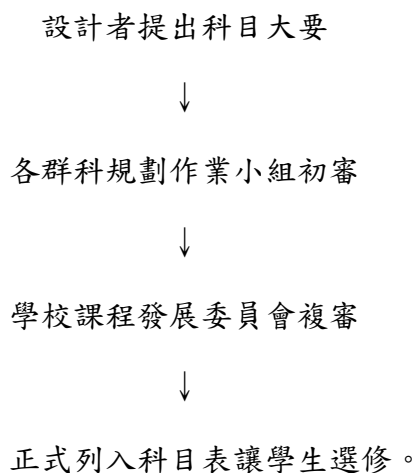 設計者提出科目大要
↓
各群科規劃作業小組初審
↓
學校課程發展委員會複審
↓
正式列入科目表讓學生選修。